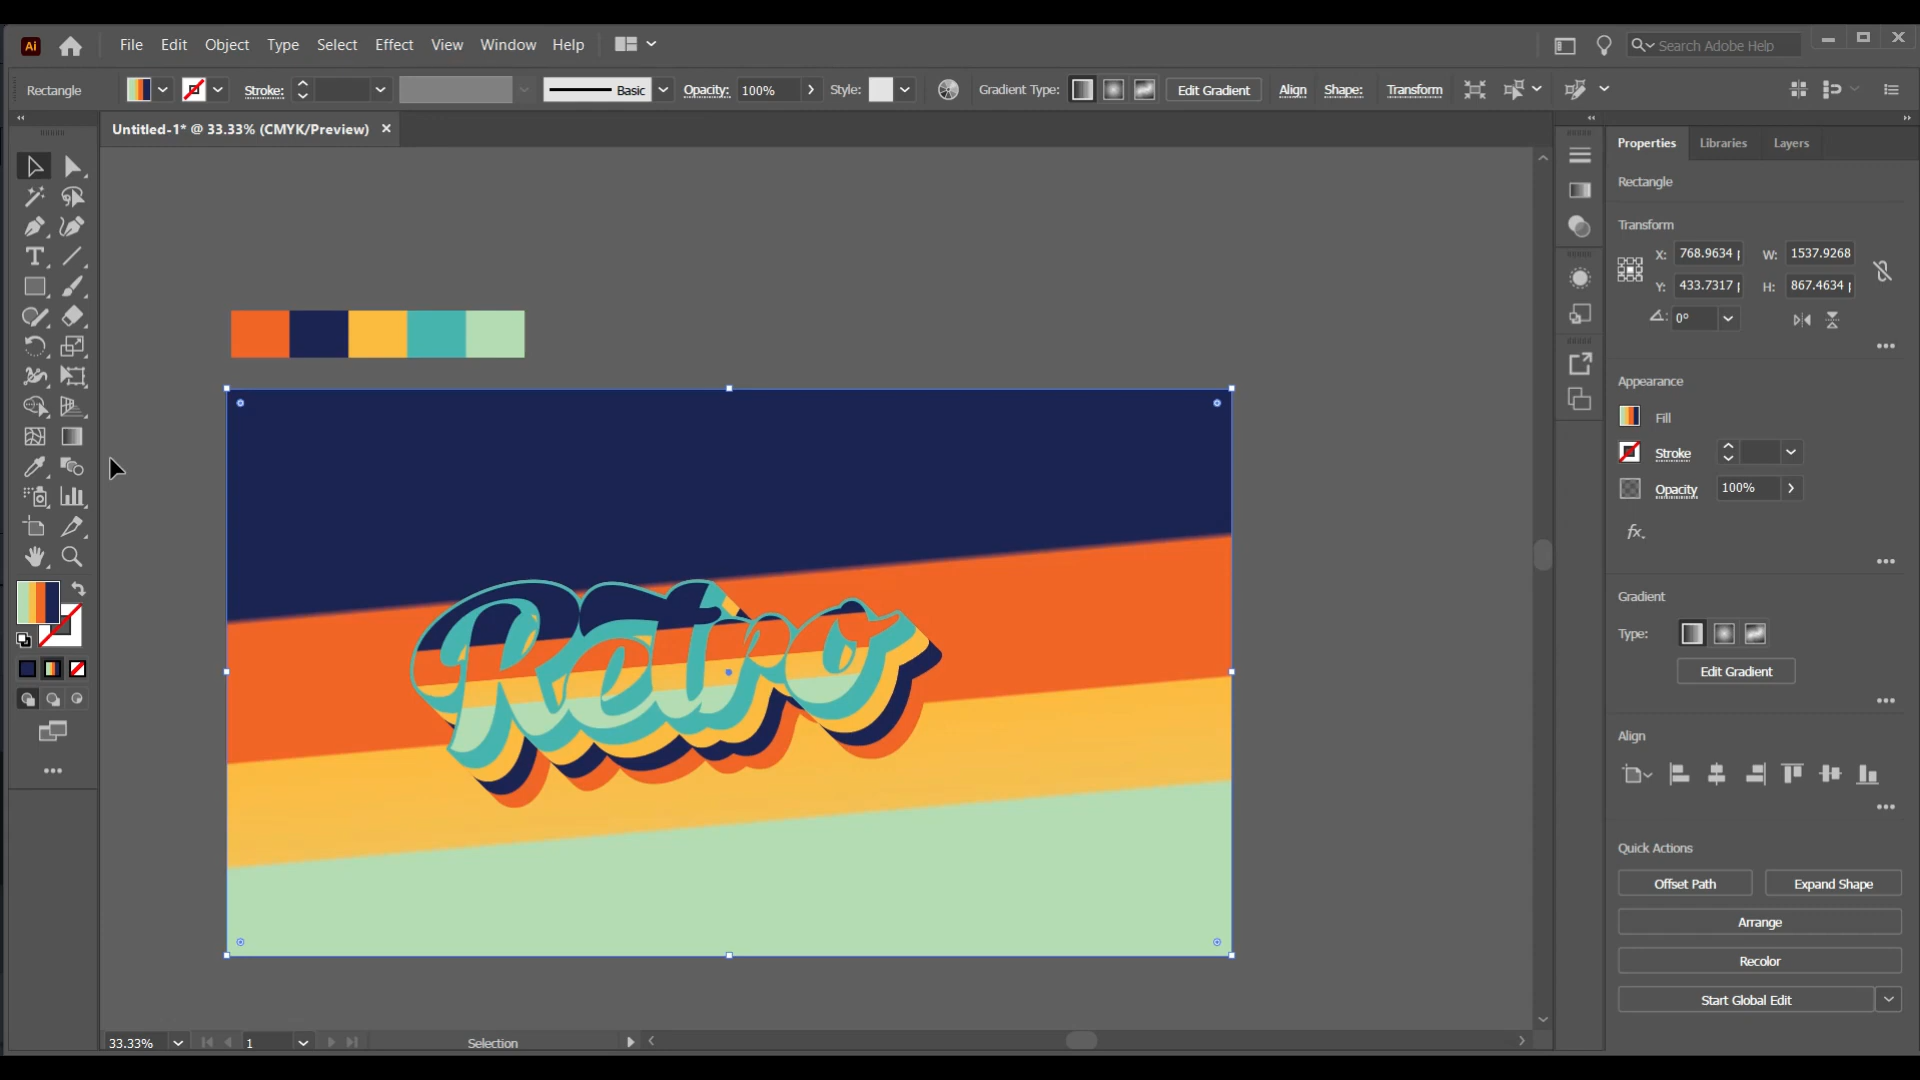 Ai File Edit Object Type Select Effect View Window Help Search Adobe Help
Rectangle Stroke: Basic Opacity: 100% Style: Gradient Type: Edit Gradient Align Shape: Transform
Untitled-1* @ 33.33% (CMYK/Preview)
Properties Libraries Layers
Rectangle
Transform
X: 768.9634 W: 1537.9268
Y: 433.7317 H: 867.4634
0°
Appearance
Fill
Stroke
Opacity 100%
fx.
Gradient
Type:
Edit Gradient
Align
Quick Actions
Offset Path Expand Shape
Arrange
Recolor
Start Global Edit
Retro
33.33% 1 Selection